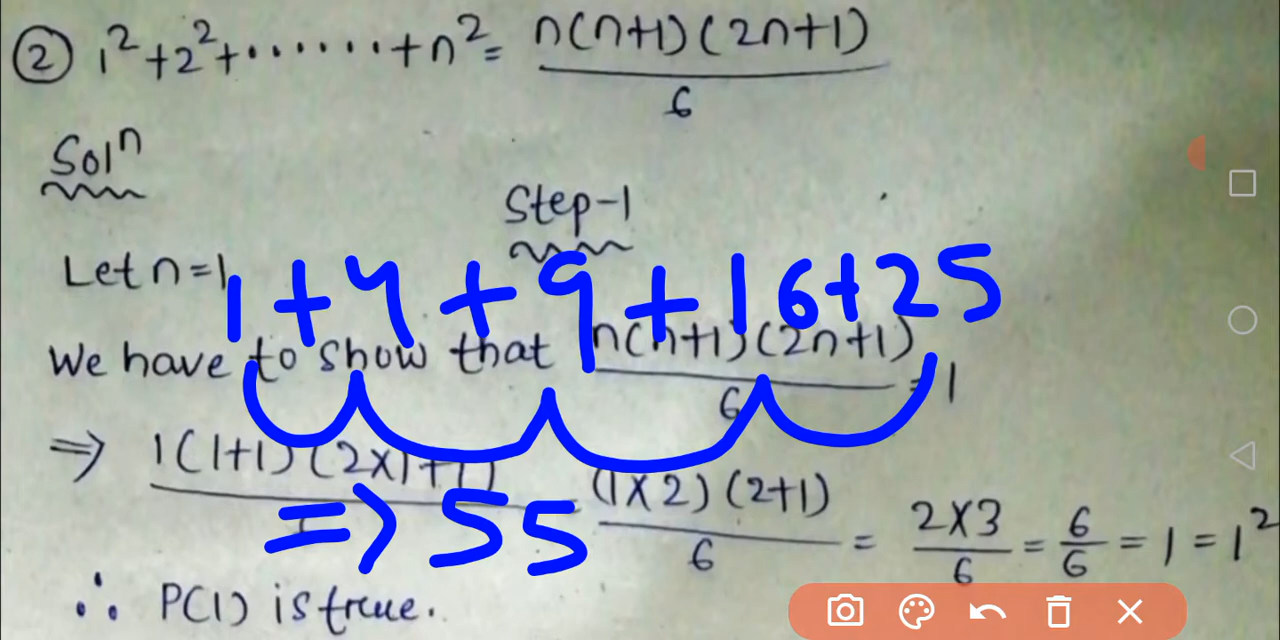 ② 1²+2²+.......+n² = n(n+1)(2n+1)/6
Solⁿ
Step-1
Let n=1
1+4+9+16+25
We have to show that n(n+1)(2n+1)/6 = 1
⇒ 1(1+1)(2×1+1) = (1×2)(2+1)/6 = 2×3/6 = 6/6 = 1 = 1²
=> 55
∴ P(1) is true.